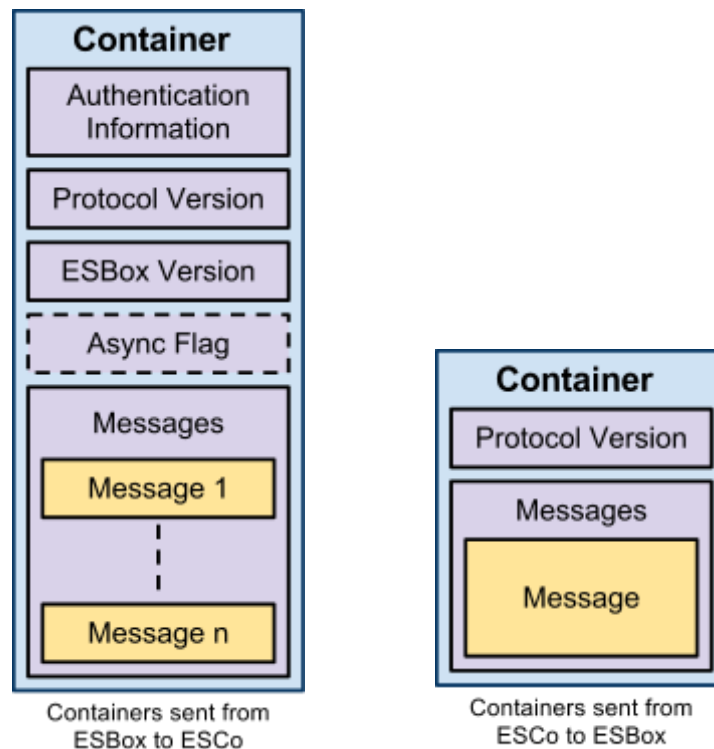 Container
Authentication
Information
Protocol Version
ESBox Version
Async Flag
Messages
Message 1
Message n
Containers sent from
ESBox to ESCo
Container
Protocol Version
Messages
Message
Containers sent from
ESCo to ESBox